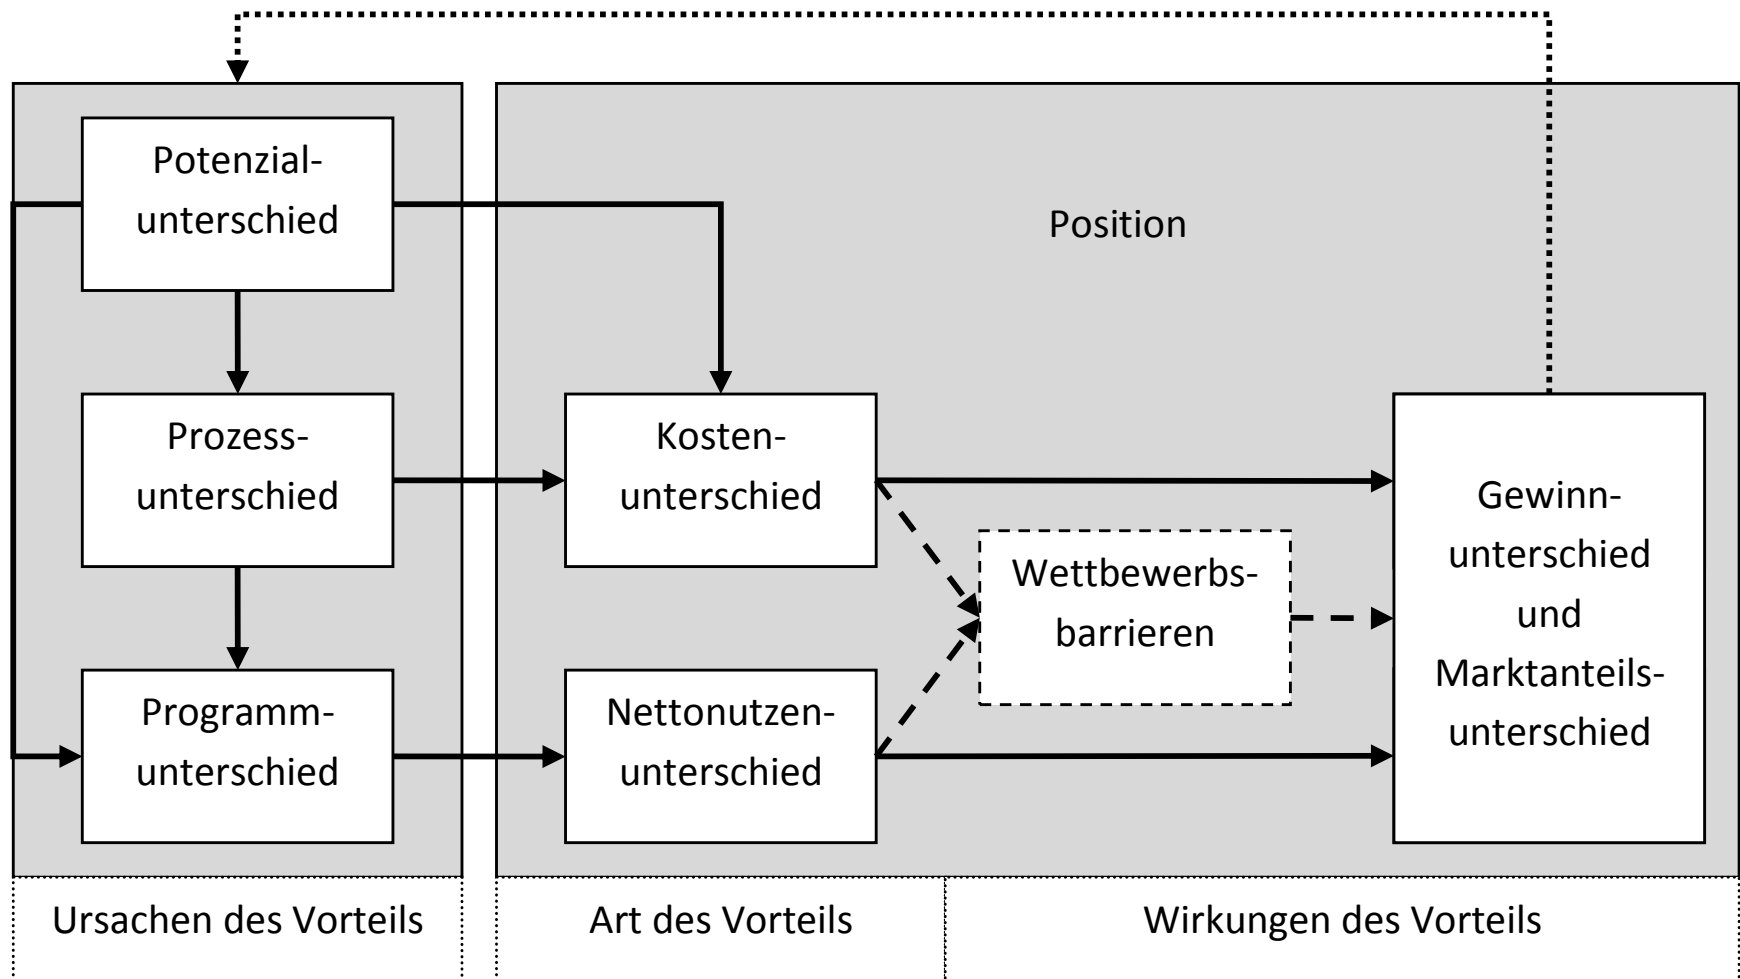 Potenzial-
unterschied
Position
Prozess-
unterschied
Kosten-
unterschied
Gewinn-
unterschied
und
Marktanteils-
unterschied
Wettbewerbs-
barrieren
Programm-
unterschied
Nettonutzen-
unterschied
Ursachen des Vorteils
Art des Vorteils
Wirkungen des Vorteils